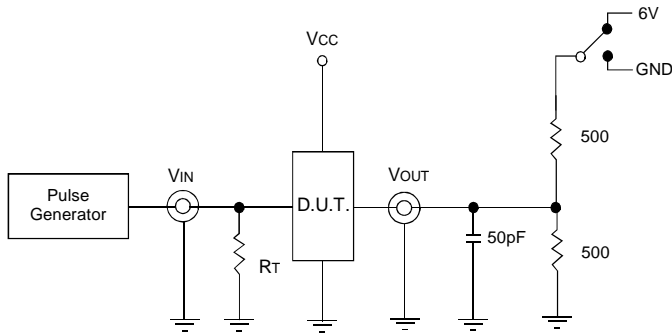 6V
VCC
GND
500
VIN
VOUT
Pulse
Generator
D.U.T.
50pF
500
RT